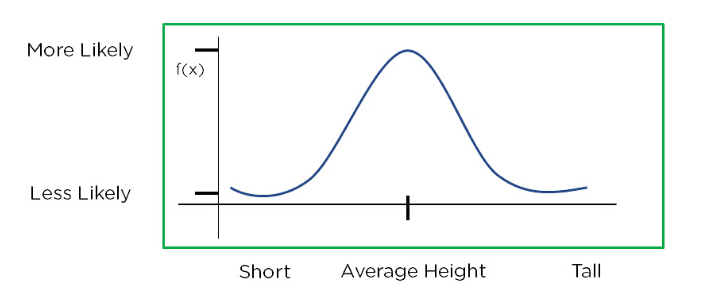 More Likely
f(x)
Less Likely
Short
Average Height
Tall